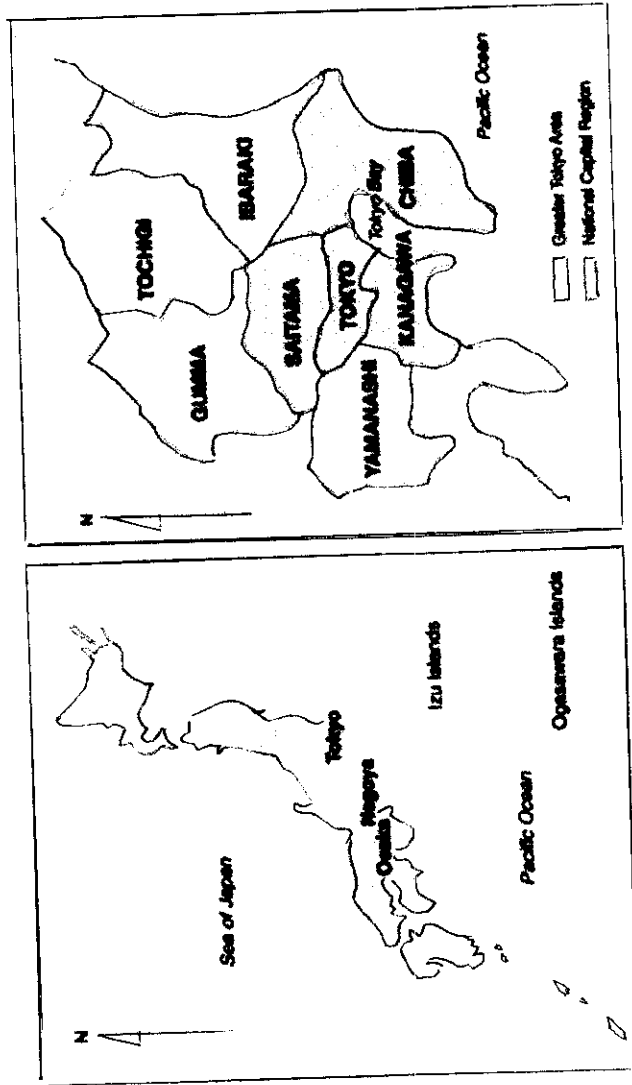 N
Sea of Japan
Tokyo
Nagoya
Osaka
Izu Islands
Pacific Ocean
Ogasawara Islands
N
TOCHIGI
GUMMA
IBARAKI
SAITAMA
TOKYO
YAMANASHI
KANAGAWA
Tokyo Bay
CHIBA
Pacific Ocean
Greater Tokyo Area
National Capital Region